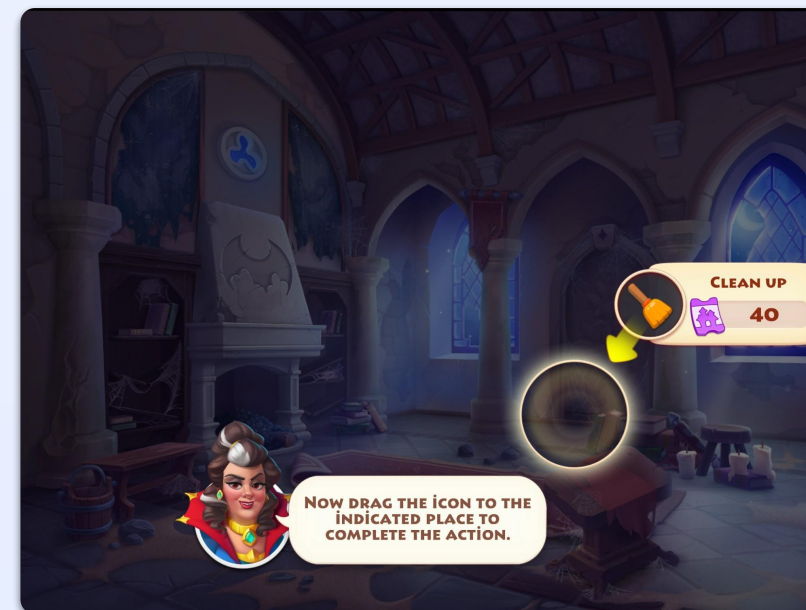 CLEAN UP
40
NOW DRAG THE ICON TO THE
INDICATED PLACE TO
COMPLETE THE ACTION.